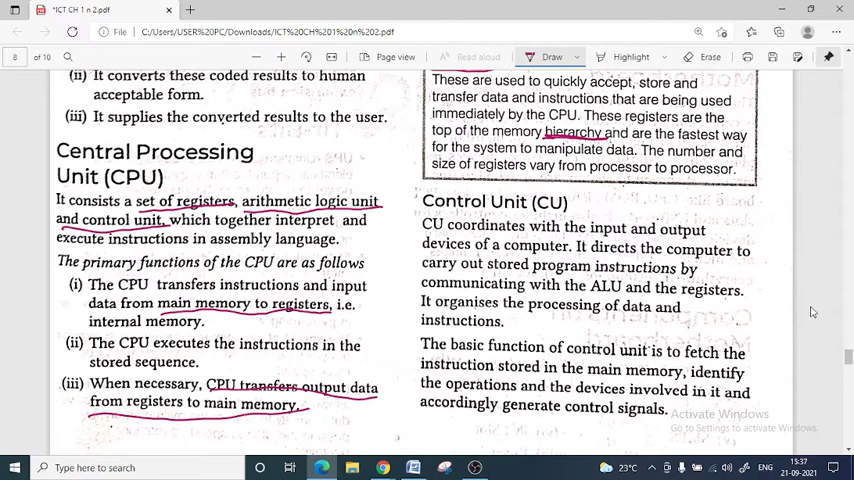 *ICT CH 1 n 2.pdf
File
C:/Users/USER%20PC/Downloads/ICT%20CH%201%20n%202.pdf
8 of 10
Page view
Read aloud
Draw
Highlight
Erase
(ii) It converts these coded results to human
acceptable form.
(iii) It supplies the converted results to the user.
Central Processing
Unit (CPU)
It consists a set of registers, arithmetic logic unit
and control unit, which together interpret and
execute instructions in assembly language.
The primary functions of the CPU are as follows
(i) The CPU transfers instructions and input
data from main memory to registers, i.e.
internal memory.
(ii) The CPU executes the instructions in the
stored sequence.
(iii) When necessary, CPU transfers output data
from registers to main memory.
These are used to quickly accept, store and
transfer data and instructions that are being used
immediately by the CPU. These registers are the
top of the memory hierarchy and are the fastest way
for the system to manipulate data. The number and
size of registers vary from processor to processor.
Control Unit (CU)
CU coordinates with the input and output
devices of a computer. It directs the computer to
carry out stored program instructions by
communicating with the ALU and the registers.
It organises the processing of data and
instructions.
The basic function of control unit is to fetch the
instruction stored in the main memory, identify
the operations and the devices involved in it and
accordingly generate control signals.
Activate Windows
Go to Settings to activate Windows.
Type here to search
23°C
ENG
15:37
21-09-2021